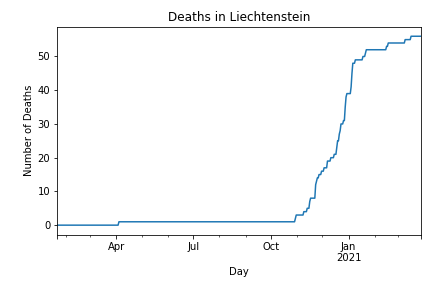 Deaths in Liechtenstein
Number of Deaths
50
40
30
20
10
0
Apr
Jul
Oct
Jan
2021
Day